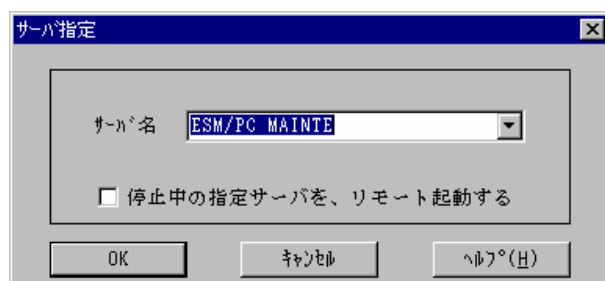 サーバ指定
ｻｰﾊﾞ名 ESM/PC MAINTE
停止中の指定サーバを、リモート起動する
OK ｷｬﾝｾﾙ ﾍﾙﾌﾟ(H)